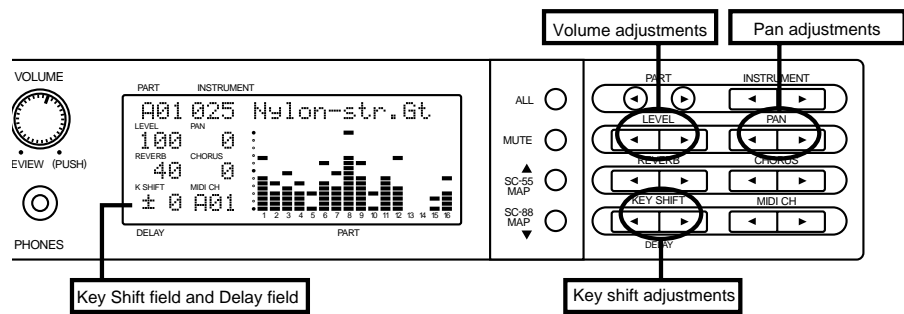 Volume adjustments
Pan adjustments
VOLUME
EVIEW (PUSH)
PHONES
PART INSTRUMENT
A01 025 Nylon-str.Gt
LEVEL PAN
100 0
REVERB CHORUS
40 0
K SHIFT MIDI CH
± 0 A01
1 2 3 4 5 6 7 8 9 10 11 12 13 14 15 16
DELAY PART
ALL
MUTE
SC-55
MAP
SC-88
MAP
PART INSTRUMENT
LEVEL PAN
REVERB CHORUS
KEY SHIFT MIDI CH
DELAY
Key Shift field and Delay field
Key shift adjustments